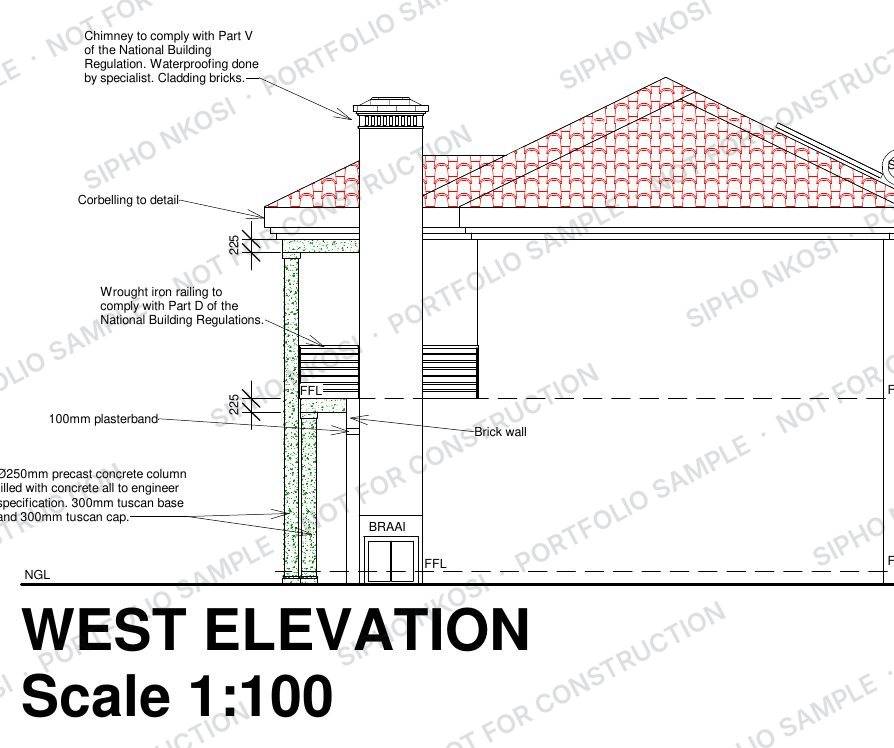 Chimney to comply with Part V
of the National Building
Regulation. Waterproofing done
by specialist. Cladding bricks.
Corbelling to detail
225
Wrought iron railing to
comply with Part D of the
National Building Regulations.
FFL
225
100mm plasterband
Brick wall
Ø250mm precast concrete column
illed with concrete all to engineer
specification. 300mm tuscan base
and 300mm tuscan cap.
BRAAI
FFL
NGL
WEST ELEVATION
Scale 1:100
SIPHO NKOSI · PORTFOLIO SAMPLE · NOT FOR CONSTRUCTION